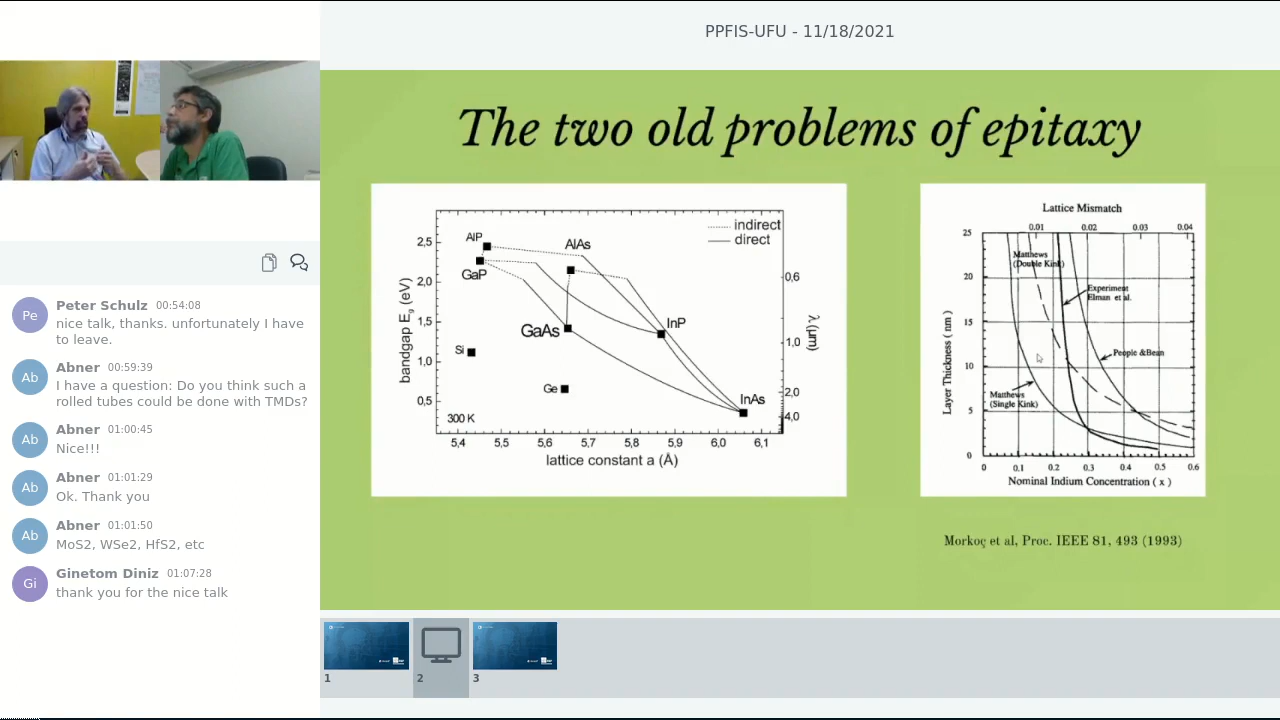 PPFIS-UFU - 11/18/2021
Pe
Peter Schulz 00:54:08
nice talk, thanks. unfortunately I have
to leave.
Ab
Abner 00:59:39
I have a question: Do you think such a
rolled tubes could be done with TMDs?
Ab
Abner 01:00:45
Nice!!!
Ab
Abner 01:01:29
Ok. Thank you
Ab
Abner 01:01:50
MoS2, WSe2, HfS2, etc
Gi
Ginetom Diniz 01:07:28
thank you for the nice talk
The two old problems of epitaxy
indirect
direct
AlP
AlAs
GaP
GaAs
InP
Si
Ge
InAs
300 K
bandgap Eg (eV)
2,5
2,0
1,5
1,0
0,5
0,6
1,0
2,0
4,0
λ (μm)
5,4 5,5 5,6 5,7 5,8 5,9 6,0 6,1
lattice constant a (Å)
Lattice Mismatch
0.01 0.02 0.03 0.04
25
20
15
10
5
0
Layer Thickness ( nm )
Matthews
(Double Kink)
Experiment
Elman et al.
People &Bean
Matthews
(Single Kink)
0 0.1 0.2 0.3 0.4 0.5 0.6
Nominal Indium Concentration ( x )
Morkoç et al, Proc. IEEE 81, 493 (1993)
1
2
3